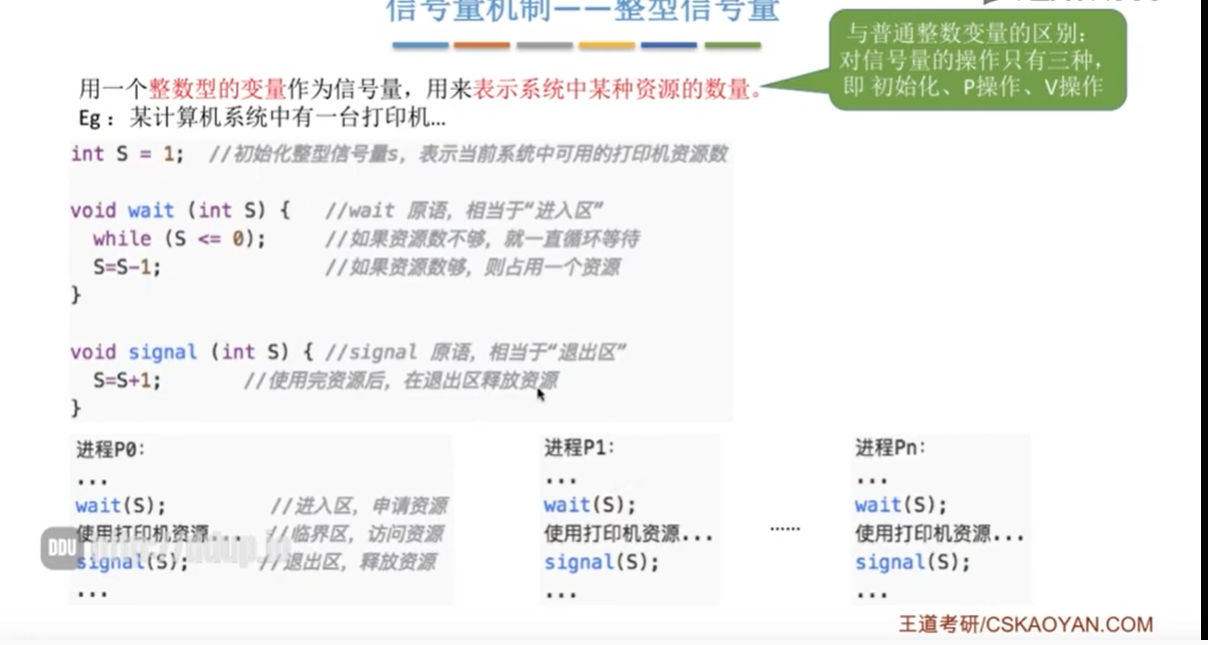 信号量机制——整型信号量
与普通整数变量的区别：
对信号量的操作只有三种，
即 初始化、P操作、V操作
用一个整数型的变量作为信号量，用来表示系统中某种资源的数量。
Eg：某计算机系统中有一台打印机...
int S = 1; //初始化整型信号量s，表示当前系统中可用的打印机资源数
void wait (int S) { //wait 原语，相当于“进入区”
while (S <= 0); //如果资源数不够，就一直循环等待
S=S-1; //如果资源数够，则占用一个资源
}
void signal (int S) { //signal 原语，相当于“退出区”
S=S+1; //使用完资源后，在退出区释放资源
}
进程P0：
...
wait(S); //进入区，申请资源
使用打印机资源... //临界区，访问资源
signal(S); //退出区，释放资源
...
进程P1：
...
wait(S);
使用打印机资源...
signal(S);
...
......
进程Pn：
...
wait(S);
使用打印机资源...
signal(S);
...
DDU
王道考研/CSKAOYAN.COM